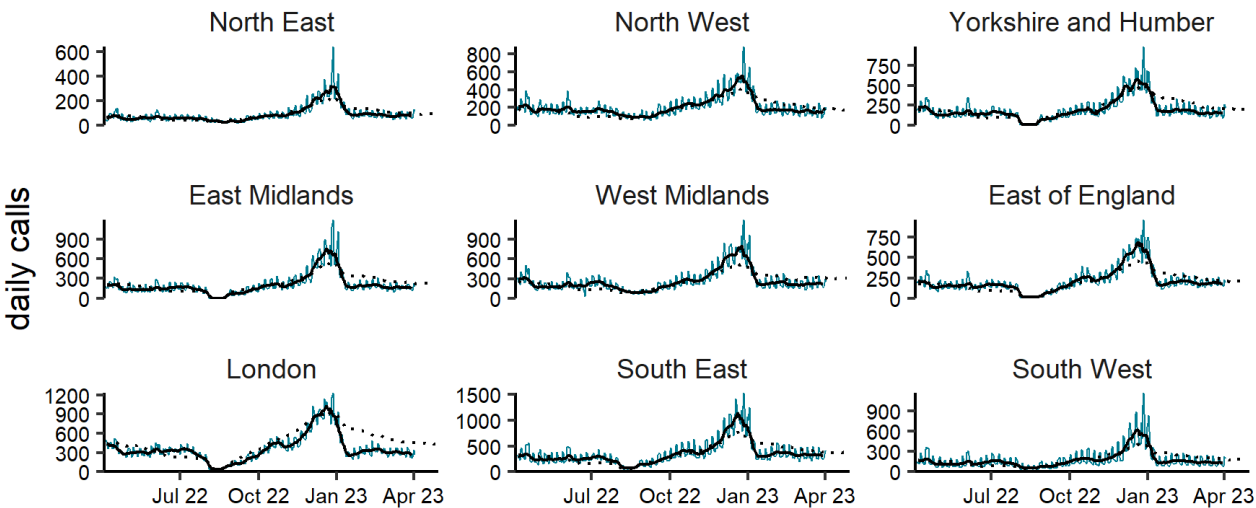 North East
North West
Yorkshire and Humber
600
400
200
0
800
600
400
200
0
750
500
250
0
East Midlands
West Midlands
East of England
daily calls
900
600
300
0
900
600
300
0
750
500
250
0
London
South East
South West
1200
900
600
300
0
1500
1000
500
0
900
600
300
0
Jul 22 Oct 22 Jan 23 Apr 23
Jul 22 Oct 22 Jan 23 Apr 23
Jul 22 Oct 22 Jan 23 Apr 23